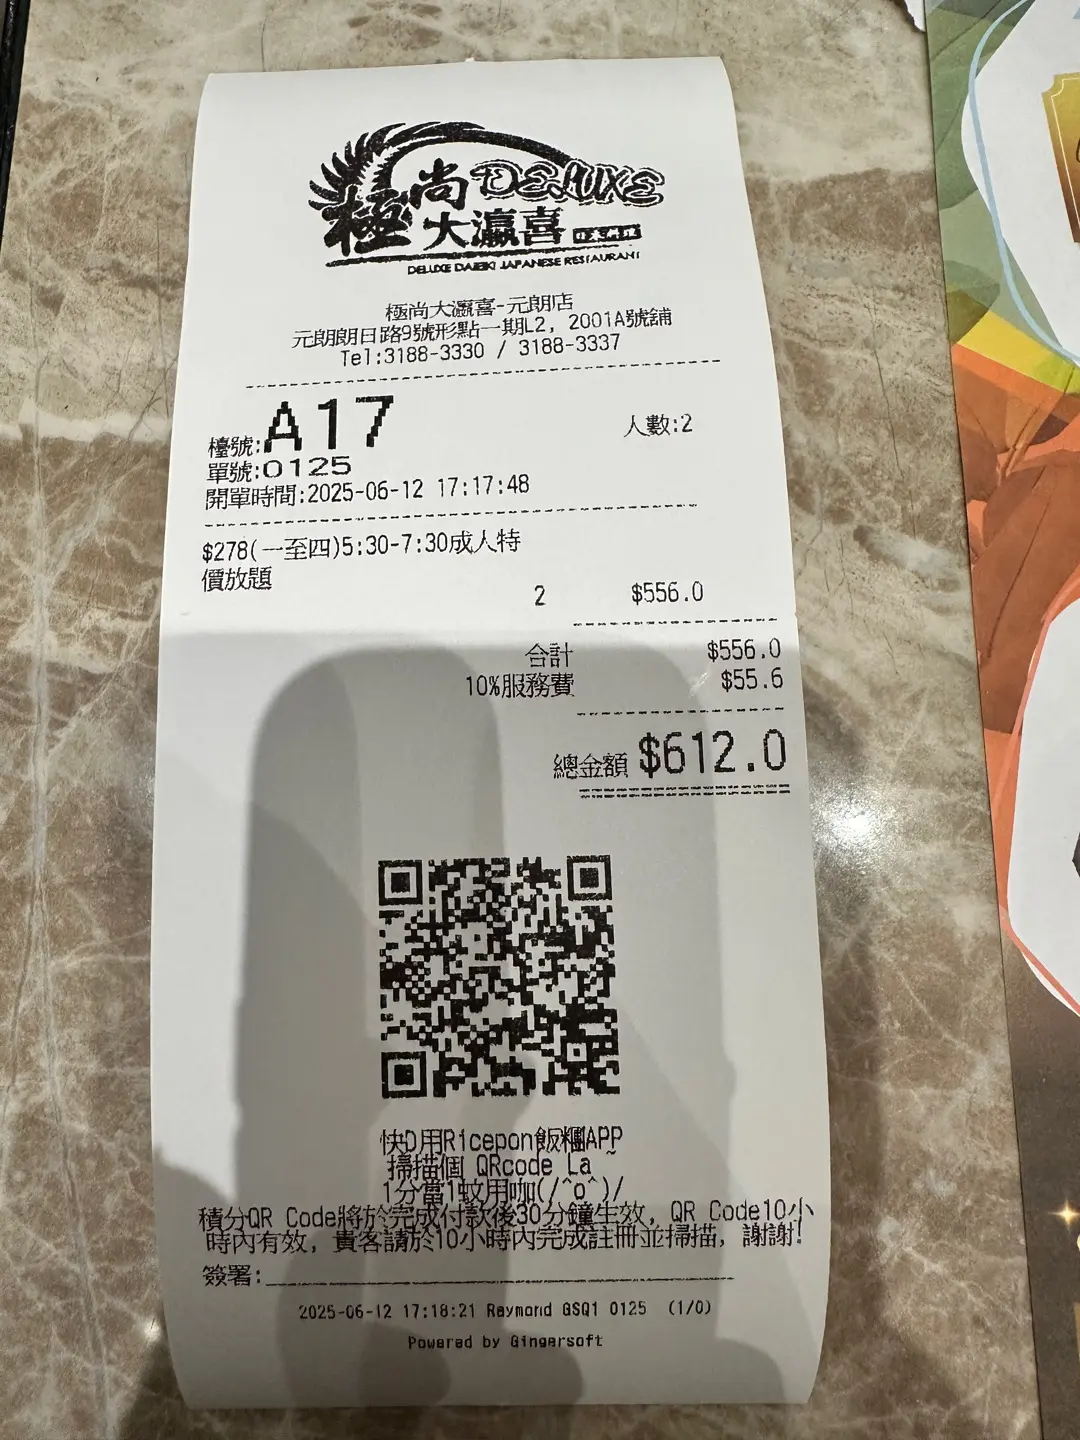 極尚 DELUXE
大瀛喜
DELUXE DAIEIKI JAPANESE RESTAURANT
極尚大瀛喜-元朗店
元朗朗日路9號形點一期L2, 2001A號舖
Tel:3188-3330 / 3188-3337
檯號:A17 人數:2
單號:0125
開單時間:2025-06-12 17:17:48
$278(一至四)5:30-7:30成人特
價放題
2 $556.0
合計 $556.0
10%服務費 $55.6
總金額 $612.0
快D用Ricepon飯糰APP
掃描個 QRcode La ~
1分當1蚊用咖(/^o^)/
積分QR Code將於完成付款後30分鐘生效, QR Code10小
時內有效, 貴客請於10小時內完成註冊並掃描, 謝謝!
簽署:
2025-06-12 17:18:21 Raymond GSQ1 0125 (1/0)
Powered by Gingersoft